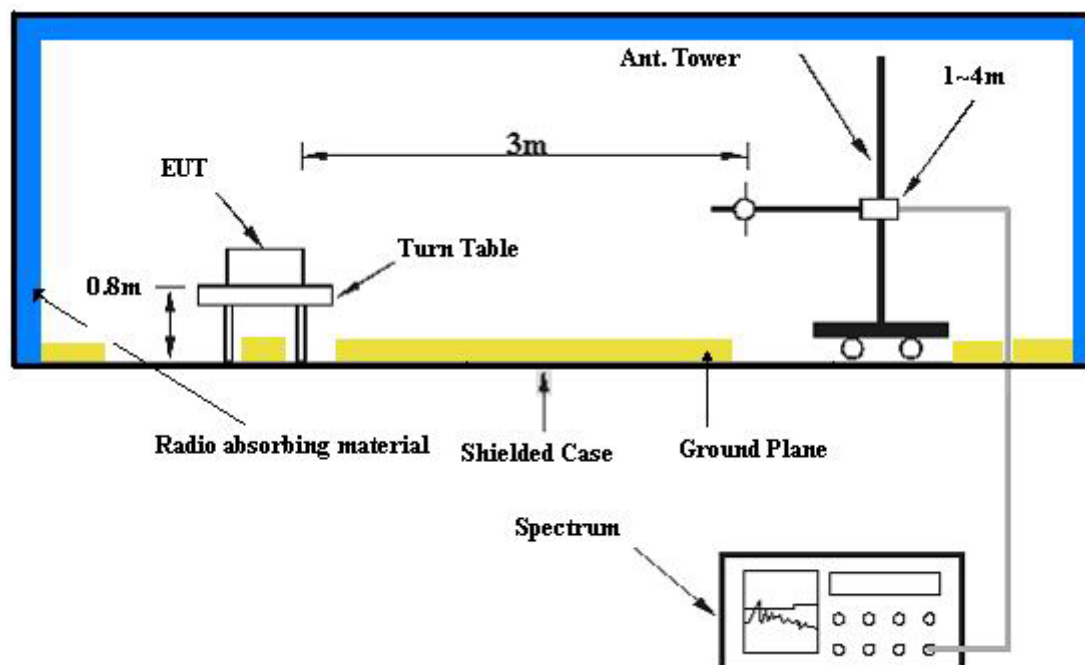 Ant. Tower
1~4m
3m
EUT
Turn Table
0.8m
Radio absorbing material
Shielded Case
Ground Plane
Spectrum